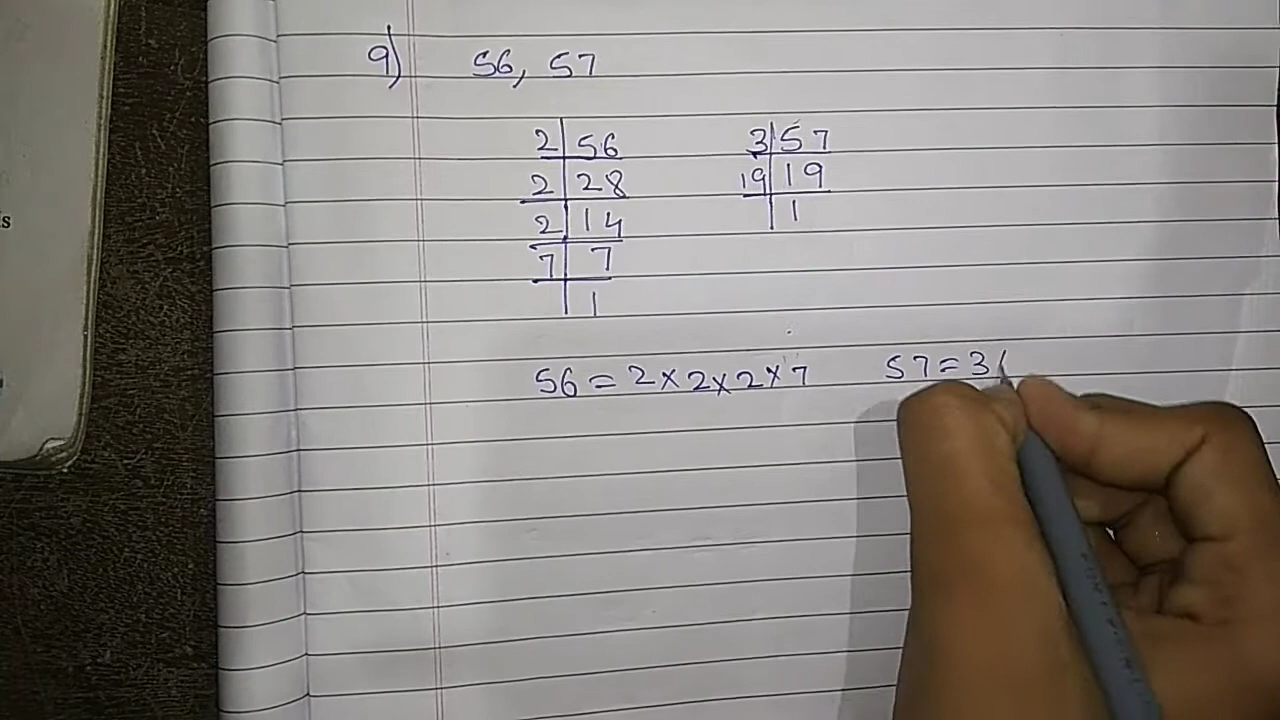 9) 56, 57
2 56 3 57
2 28 19 19
2 14 1
7 7
1
56 = 2 × 2 × 2 × 7 57 = 3